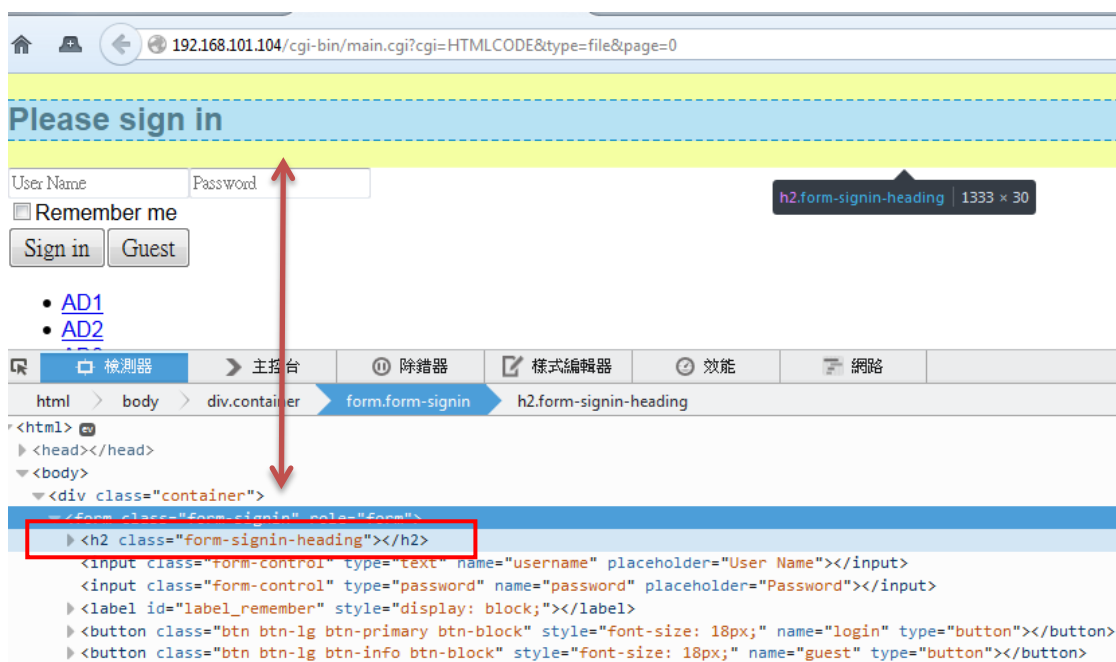 192.168.101.104/cgi-bin/main.cgi?cgi=HTMLCODE&type=file&page=0
Please sign in
User Name Password
h2.form-signin-heading 1333 × 30
Remember me
Sign in Guest
AD1
AD2
檢測器 主控台 除錯器 樣式編輯器 效能 網路
html body div.container form.form-signin h2.form-signin-heading
<html> ev
<head></head>
<body>
<div class="container">
<form class="form-signin" role="form">
<h2 class="form-signin-heading"></h2>
<input class="form-control" type="text" name="username" placeholder="User Name"></input>
<input class="form-control" type="password" name="password" placeholder="Password"></input>
<label id="label_remember" style="display: block;"></label>
<button class="btn btn-lg btn-primary btn-block" style="font-size: 18px;" name="login" type="button"></button>
<button class="btn btn-lg btn-info btn-block" style="font-size: 18px;" name="guest" type="button"></button>